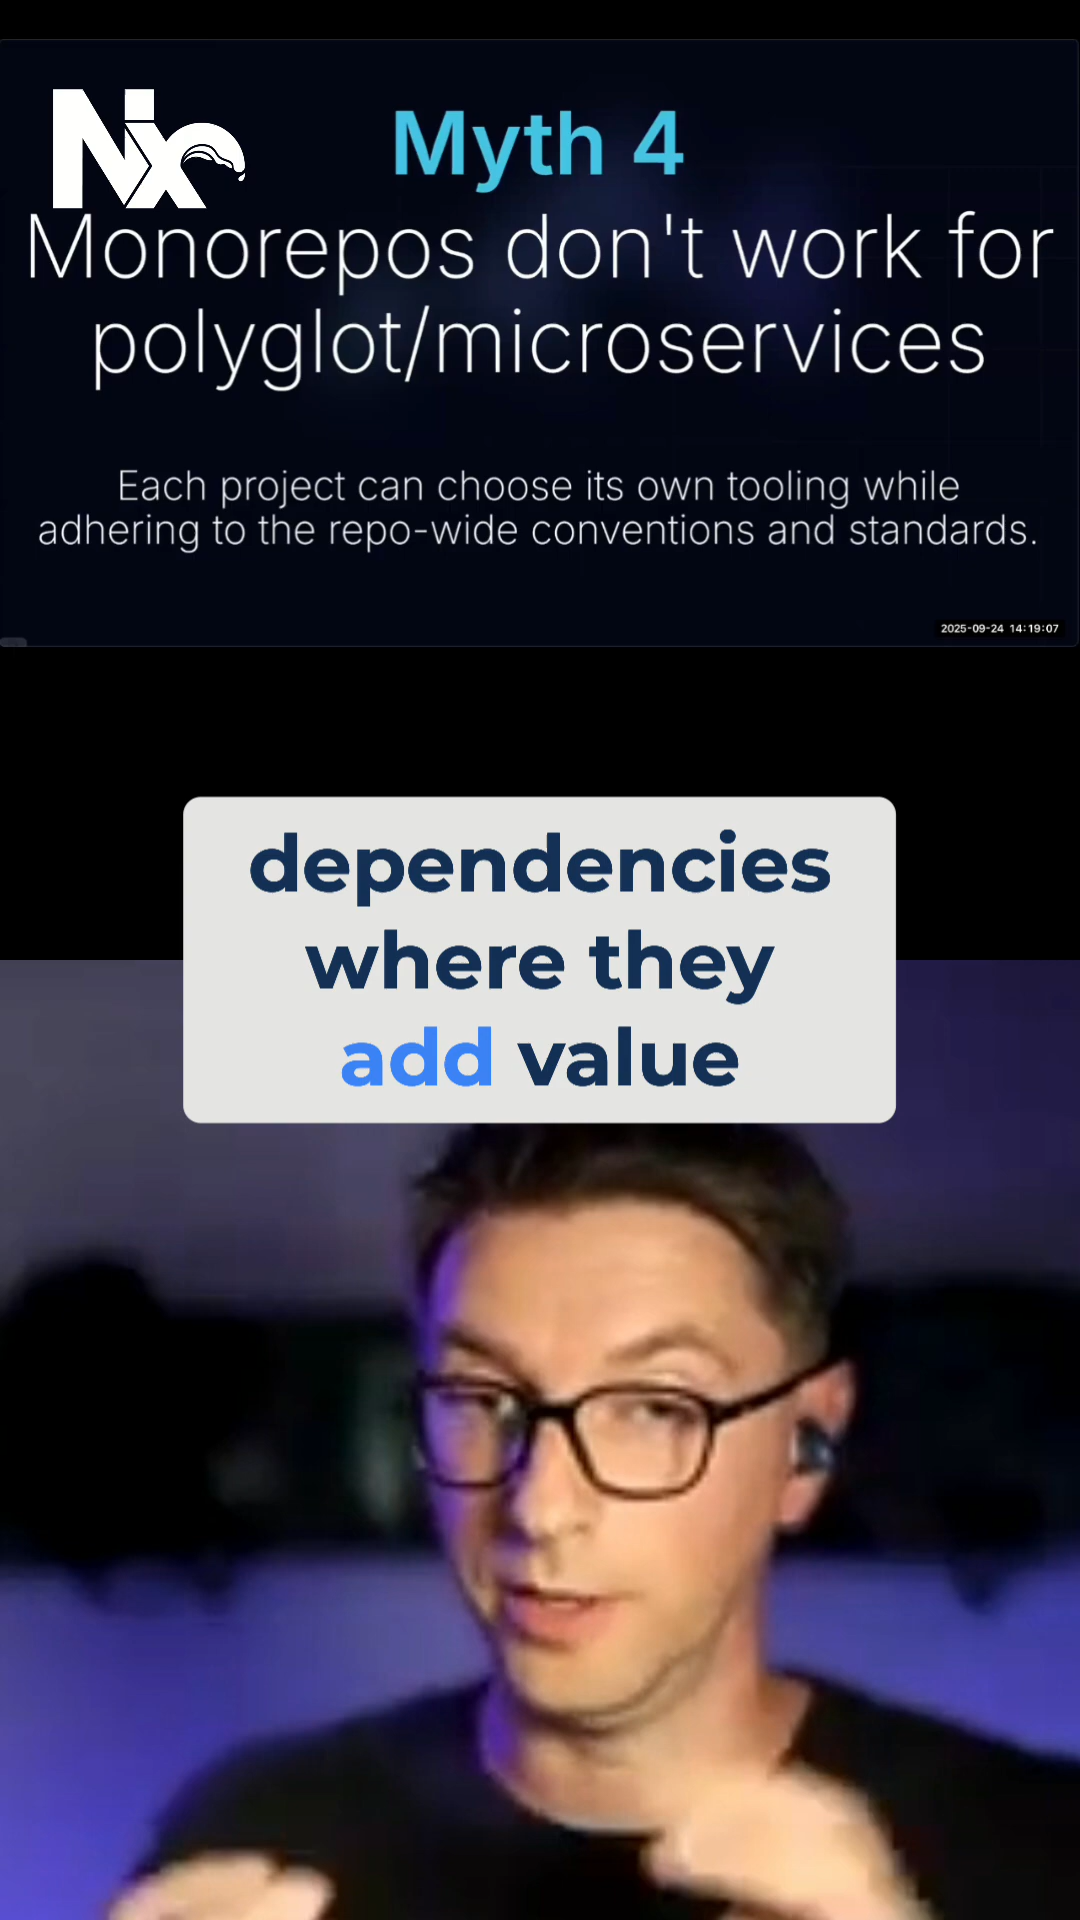 Nx
Myth 4
Monorepos don't work for
polyglot/microservices
Each project can choose its own tooling while
adhering to the repo-wide conventions and standards.
2025-09-24 14:19:07
dependencies
where they
add value